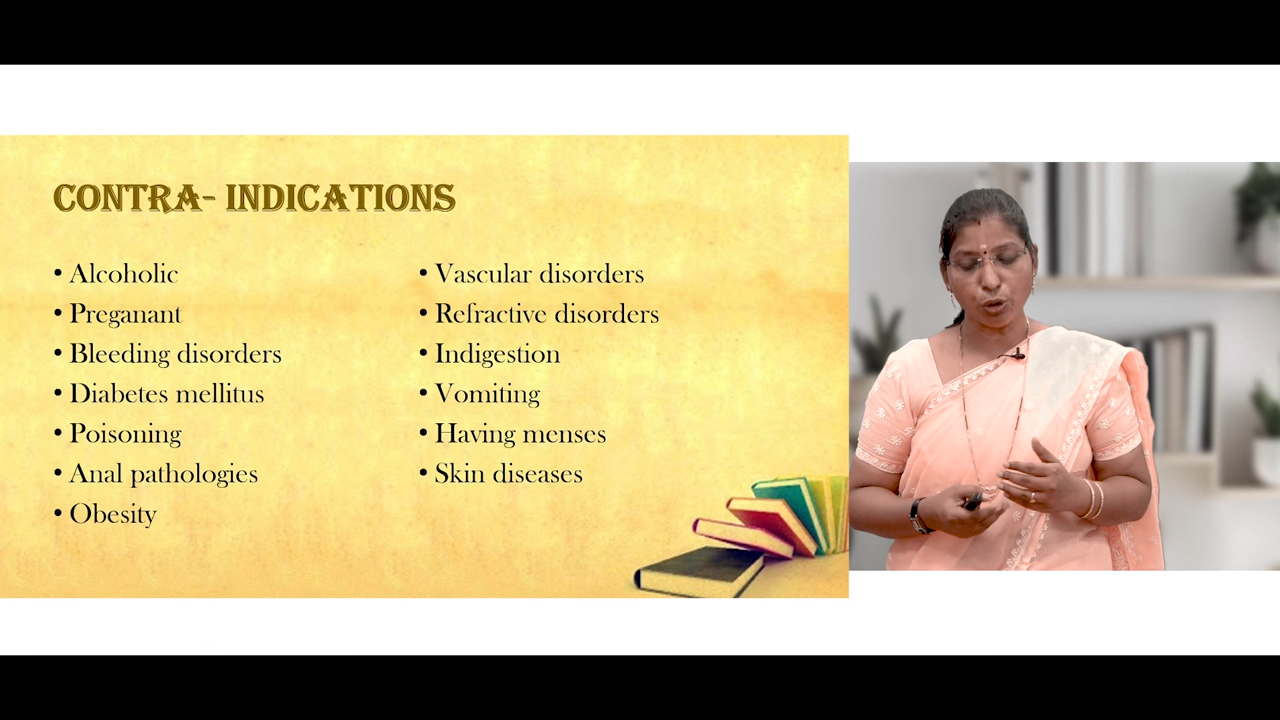 CONTRA- INDICATIONS
• Alcoholic
• Preganant
• Bleeding disorders
• Diabetes mellitus
• Poisoning
• Anal pathologies
• Obesity
• Vascular disorders
• Refractive disorders
• Indigestion
• Vomiting
• Having menses
• Skin diseases